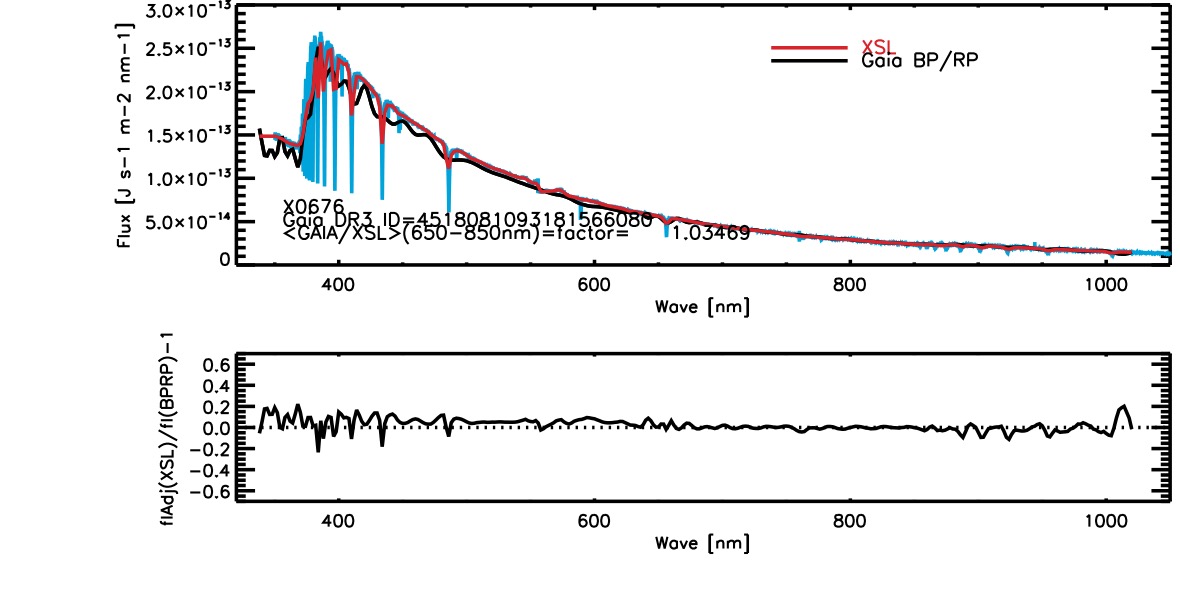 3.0×10−13
2.5×10−13
2.0×10−13
1.5×10−13
1.0×10−13
5.0×10−14
0
Flux [J s−1 m−2 nm−1]
XSL
Gaia BP/RP
X0676
Gaia DR3 ID=4518081093181566080
<GAIA/XSL>(650−850nm)=factor= 1.03469
400 600 800 1000
Wave [nm]
0.6
0.4
0.2
0.0
−0.2
−0.4
−0.6
flAdj(XSL)/fl(BPRP)−1
400 600 800 1000
Wave [nm]